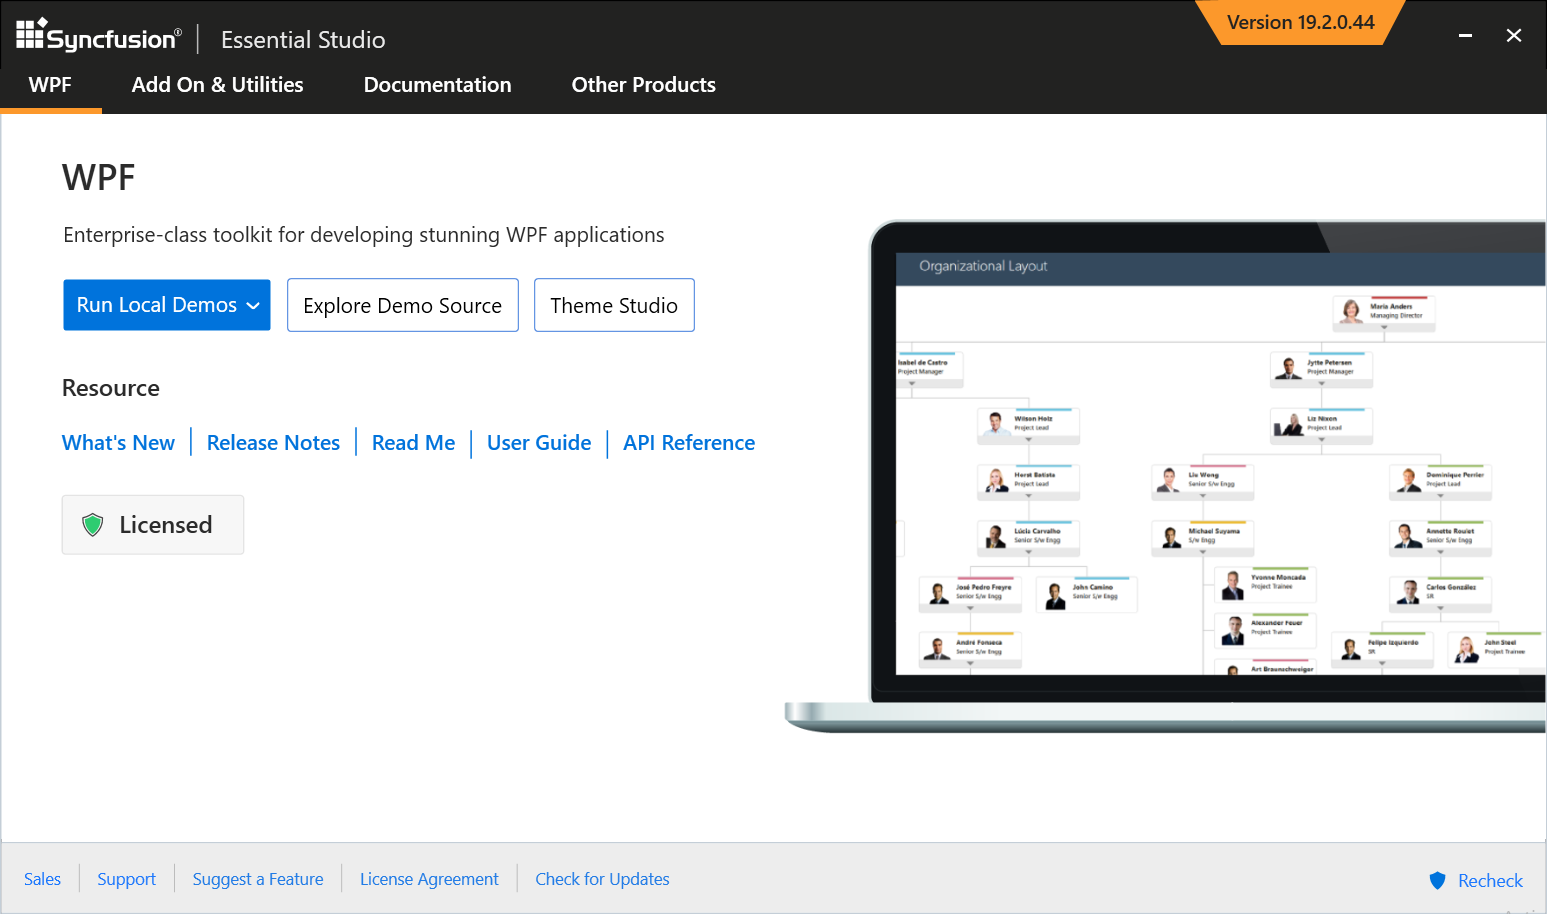 Syncfusion® Essential Studio
Version 19.2.0.44
WPF Add On & Utilities Documentation Other Products
WPF
Enterprise-class toolkit for developing stunning WPF applications
Run Local Demos Explore Demo Source Theme Studio
Resource
What's New Release Notes Read Me User Guide API Reference
Licensed
Organizational Layout
Maria Anders
Managing Director
Isabel de Castro
Project Manager
Jytte Petersen
Project Manager
Wilson Holz
Project Lead
Liz Nixon
Project Lead
Horst Batista
Project Lead
Liu Wong
Senior S/w Engg
Dominique Perrier
Project Lead
Lúcia Carvalho
Senior S/w Engg
Michael Suyama
S/w Engg
Annette Roulet
Senior S/w Engg
José Pedro Freyre
Senior S/w Engg
John Camino
Senior S/w Engg
Yvonne Moncada
Project Trainee
Carlos González
SR
Alexander Feuer
Project Trainee
André Fonseca
Senior S/w Engg
Felipe Izquierdo
SR
John Steel
Project Trainee
Art Braunschweiger
Sales Support Suggest a Feature License Agreement Check for Updates
Recheck